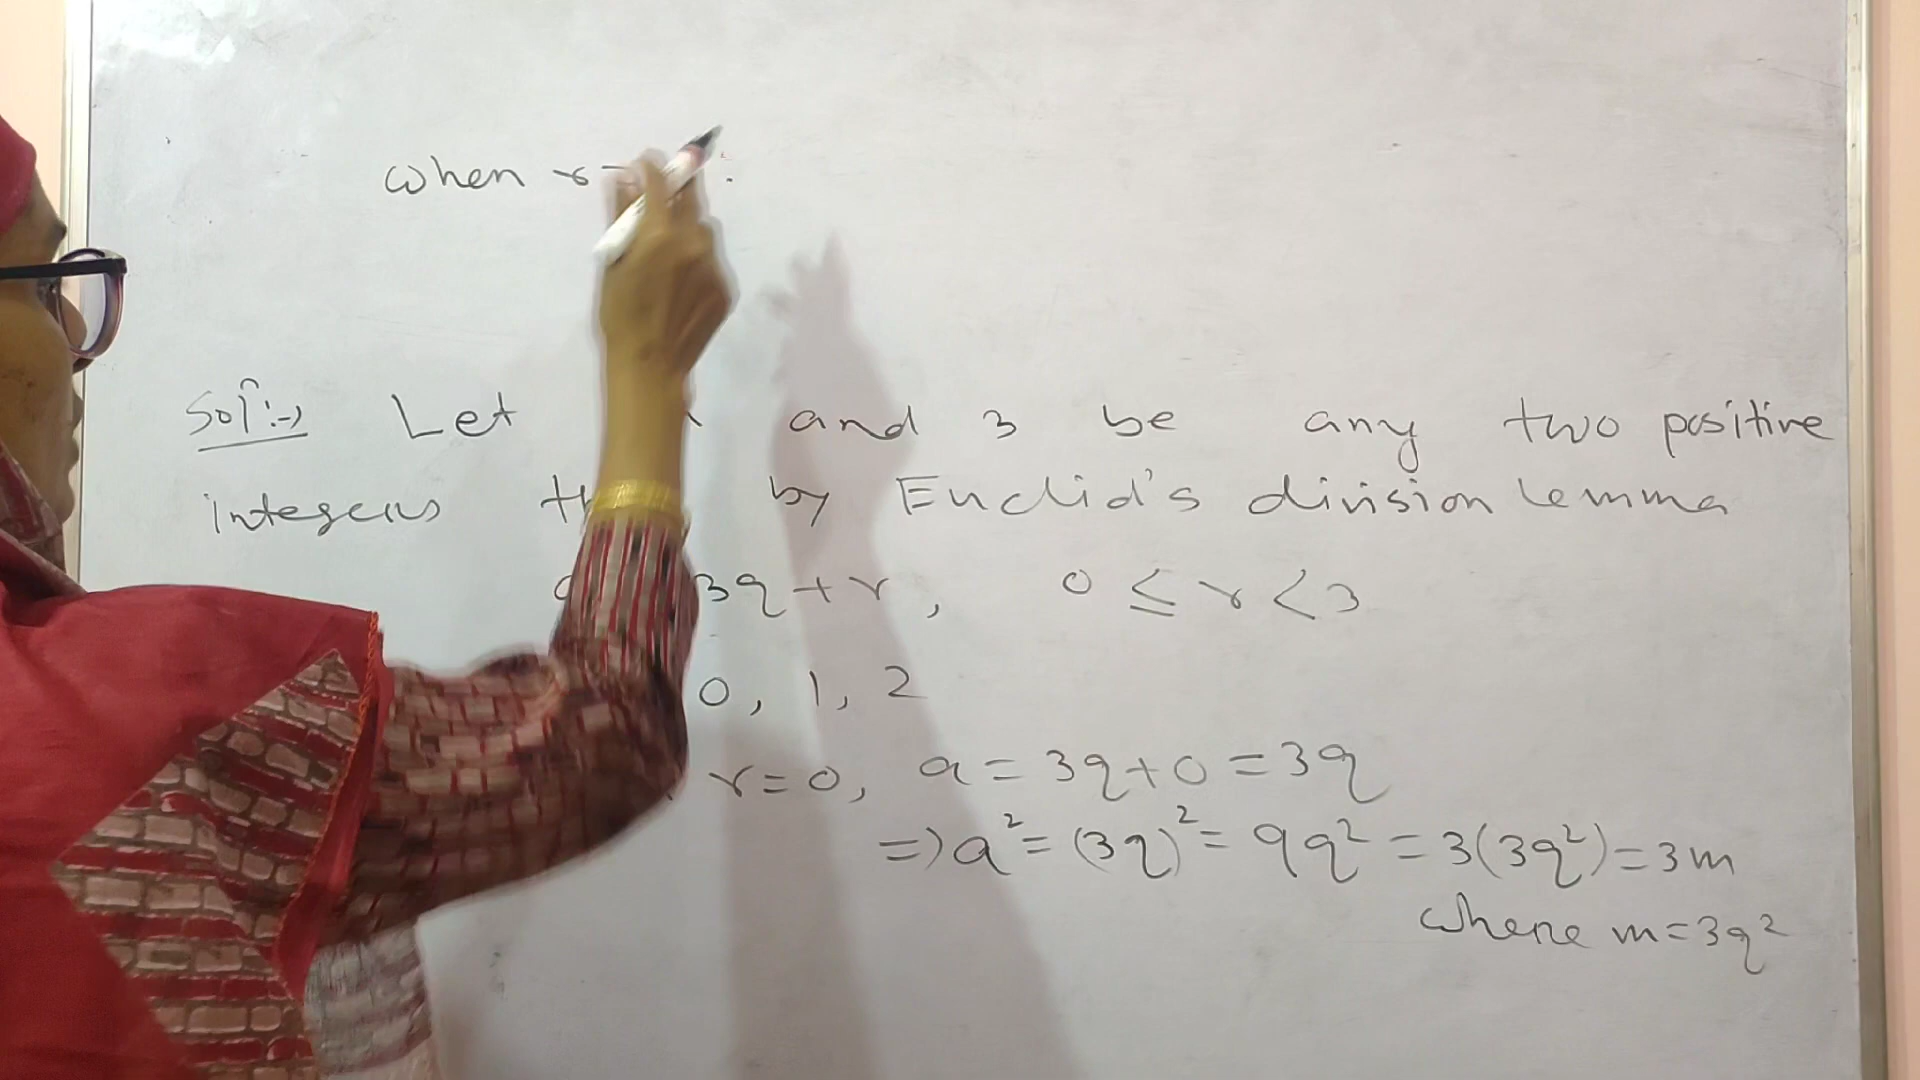 when r =
Sol^n:-> Let and 3 be any two positive
integers by Euclid's division lemma
3q + r, 0 ≤ r < 3
0, 1, 2
r = 0, a = 3q + 0 = 3q
=> a² = (3q)² = 9q² = 3(3q²) = 3m
where m = 3q²